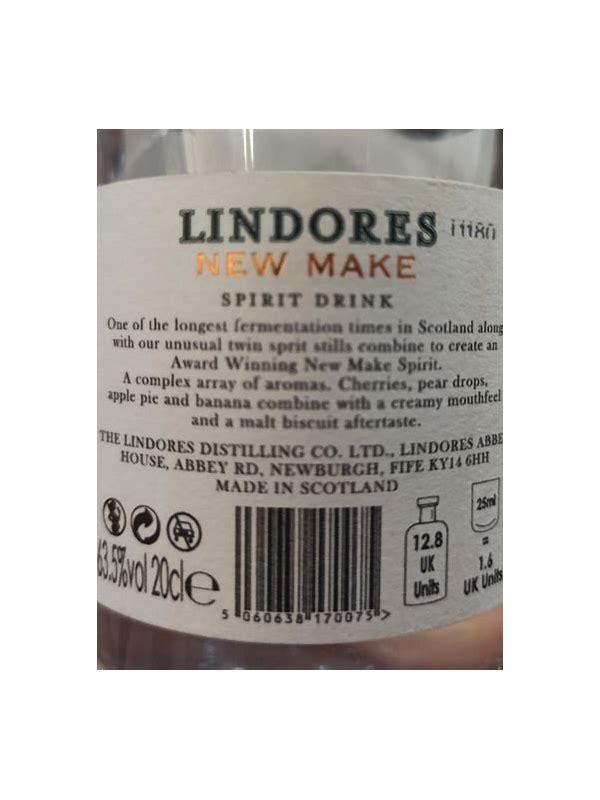 LINDORES 11180
NEW MAKE
SPIRIT DRINK
One of the longest fermentation times in Scotland along
with our unusual twin sprit stills combine to create an
Award Winning New Make Spirit.
A complex array of aromas. Cherries, pear drops,
apple pie and banana combine with a creamy mouthfeel
and a malt biscuit aftertaste.
THE LINDORES DISTILLING CO. LTD., LINDORES ABBE
HOUSE, ABBEY RD, NEWBURGH, FIFE KY14 6HH
MADE IN SCOTLAND
63.5%vol 20cl e
5 060638 170075 >
12.8
UK
Units
25ml
=
1.6
UK Units